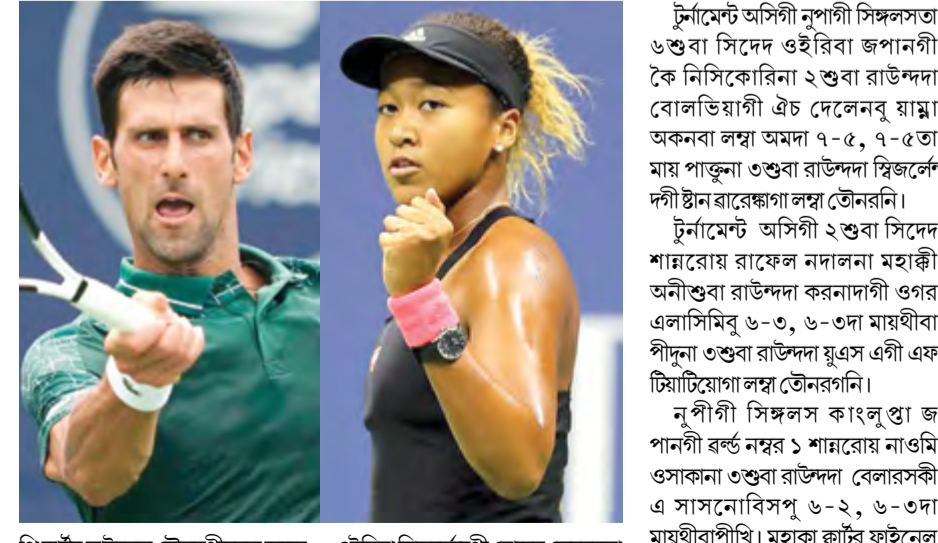 টুর্নামেন্ট অসিগী নুপাগী সিঙ্গলসতা
৬শুবা সিদেদ ওইরিবা জপানগী
কৈ নিসিকোরিনা ২শুবা রাউন্দদা
বোলভিয়াগী ঐচ দেলেনবু য়াম্না
অকনবা লম্বা অমদা ৭-৫, ৭-৫তা
মায় পাক্তুনা ৩শুবা রাউন্দদা স্বিজর্লেন
দগী ষ্টান ৱারেঙ্কাগা লম্বা তৌনরনি।
টুর্নামেন্ট অসিগী ২শুবা সিদেদ
শান্নরোয় রাফেল নদালনা মহাক্কী
অনীশুবা রাউন্দদা করনাদাগী ওগর
এলাসিমিবু ৬-৩, ৬-৩দা মায়থীবা
পীদুনা ৩শুবা রাউন্দদা য়ুএস এগী এফ
টিয়াটিয়োগা লম্বা তৌনরগনি।
নুপীগী সিঙ্গলস কাংলুপ্তা জ
পানগী ৱর্ল্ড নম্বর ১ শান্নরোয় নাওমি
ওসাকানা ৩শুবা রাউন্দদা বেলারসকী
এ সাসনোবিসপু ৬-২, ৬-৩দা
মায়থীবাপীখি। মহাক্না ক্বার্টর ফাইনেল